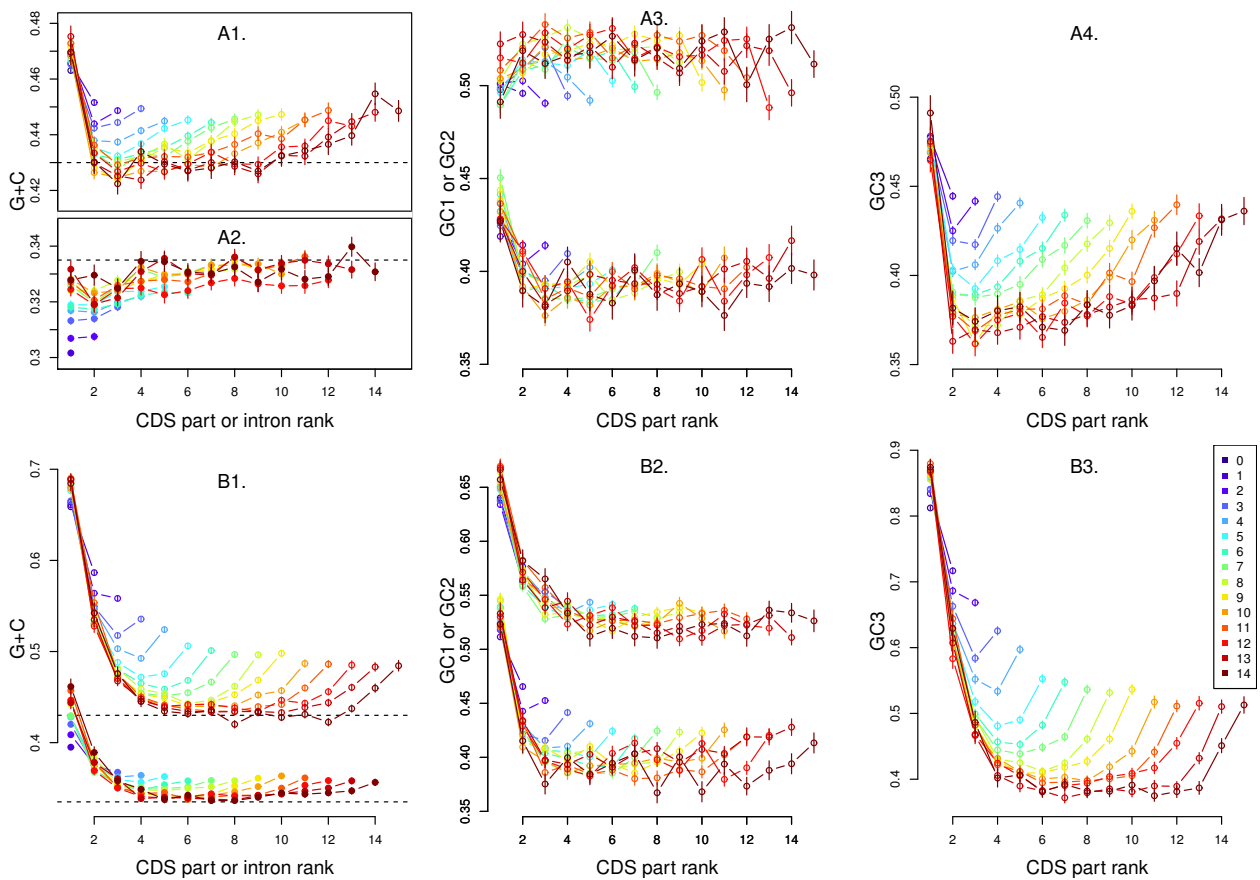 A1.
G+C
0.48
0.46
0.44
0.42
A2.
0.34
0.32
0.3
2 4 6 8 10 12 14
CDS part or intron rank
A3.
GC1 or GC2
0.50
0.45
0.40
0.35
2 4 6 8 10 12 14
CDS part rank
A4.
GC3
0.50
0.45
0.40
0.35
2 4 6 8 10 12 14
CDS part rank
B1.
G+C
0.7
0.6
0.5
0.4
2 4 6 8 10 12 14
CDS part or intron rank
B2.
GC1 or GC2
0.65
0.60
0.55
0.50
0.45
0.40
0.35
2 4 6 8 10 12 14
CDS part rank
B3.
GC3
0.9
0.8
0.7
0.6
0.5
0.4
2 4 6 8 10 12 14
CDS part rank
0
1
2
3
4
5
6
7
8
9
10
11
12
13
14